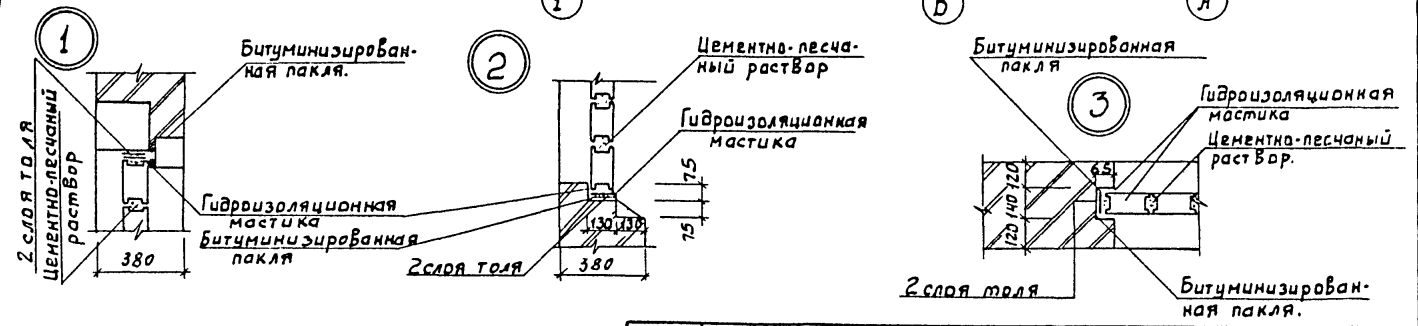 1
Битуминизирован-
ная пакля.
2 слоя толя
Цементно-песчаный
раствор
Гидроизоляционная
мастика
Битуминизированная
пакля
380
2
Цементно-песча-
ный раствор
Гидроизоляционная
мастика
75
75
130 130
2 слоя толя
380
Битуминизированная
пакля
3
Гидроизоляционная
мастика
Цементно-песчаный
раствор.
65
120
140
120
2 слоя толя
Битуминизирован-
ная пакля.